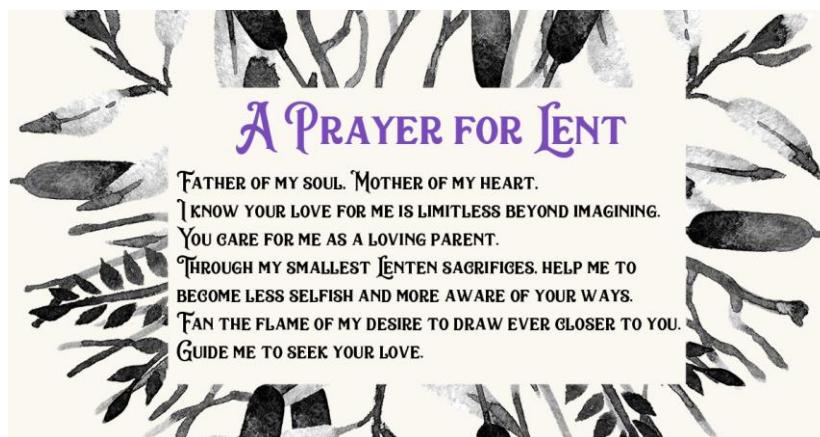 A Prayer for Lent
Father of my soul. Mother of my heart.
I know your love for me is limitless beyond imagining.
You care for me as a loving parent.
Through my smallest Lenten sacrifices. help me to
become less selfish and more aware of your ways.
Fan the flame of my desire to draw ever closer to you.
Guide me to seek your love.